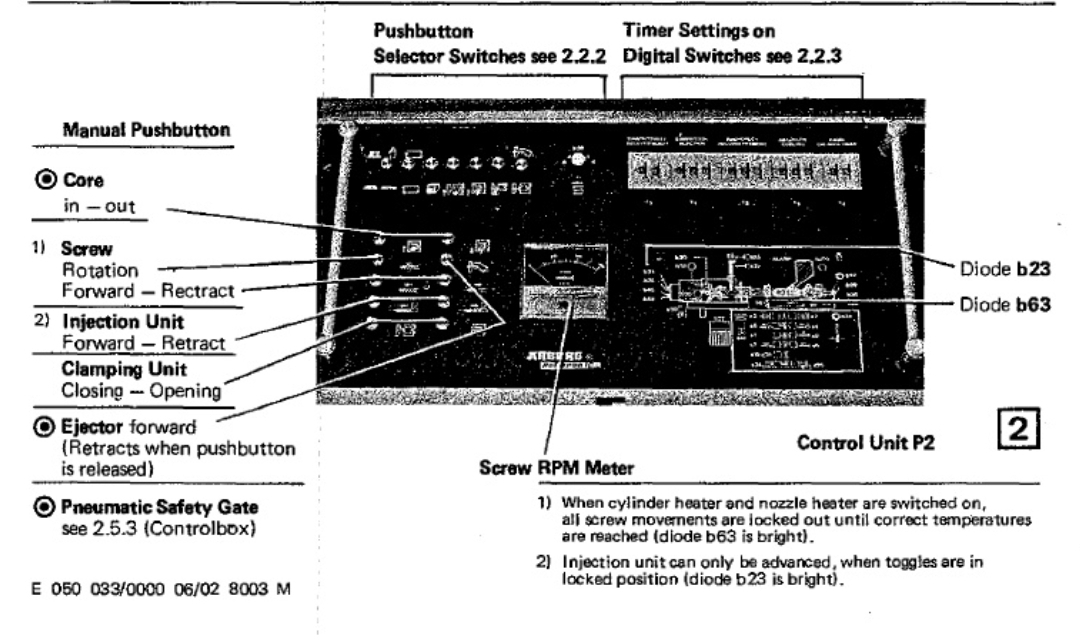 Pushbutton
Selector Switches see 2.2.2
Timer Settings on
Digital Switches see 2.2.3
Manual Pushbutton
Core
in – out
1) Screw
Rotation
Forward – Rectract
2) Injection Unit
Forward – Retract
Clamping Unit
Closing – Opening
Ejector forward
(Retracts when pushbutton
is released)
Pneumatic Safety Gate
see 2.5.3 (Controlbox)
E 050 033/0000 06/02 8003 M
ARBURG
Diode b23
Diode b63
Control Unit P2
2
Screw RPM Meter
1) When cylinder heater and nozzle heater are switched on,
all screw movements are locked out until correct temperatures
are reached (diode b63 is bright).
2) Injection unit can only be advanced, when toggles are in
locked position (diode b23 is bright).